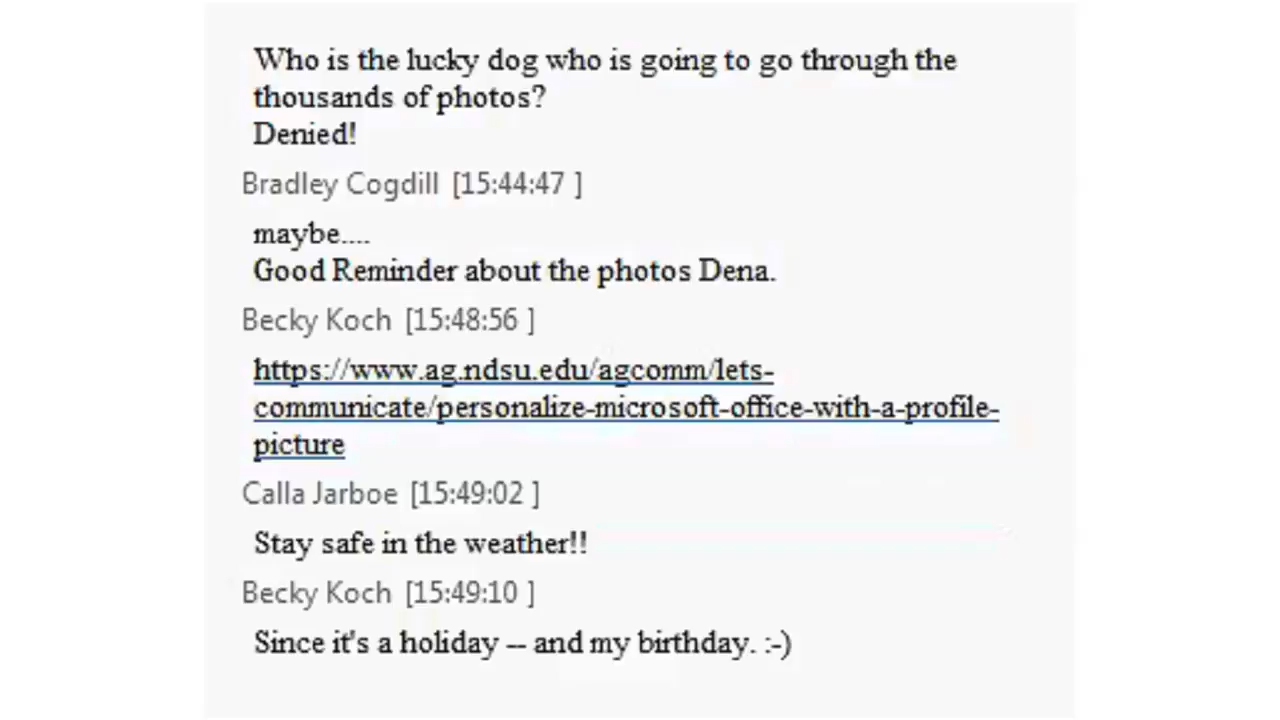 Who is the lucky dog who is going to go through the
thousands of photos?
Denied!
Bradley Cogdill [15:44:47 ]
maybe....
Good Reminder about the photos Dena.
Becky Koch [15:48:56 ]
https://www.ag.ndsu.edu/agcomm/lets-
communicate/personalize-microsoft-office-with-a-profile-
picture
Calla Jarboe [15:49:02 ]
Stay safe in the weather!!
Becky Koch [15:49:10 ]
Since it's a holiday -- and my birthday. :-)